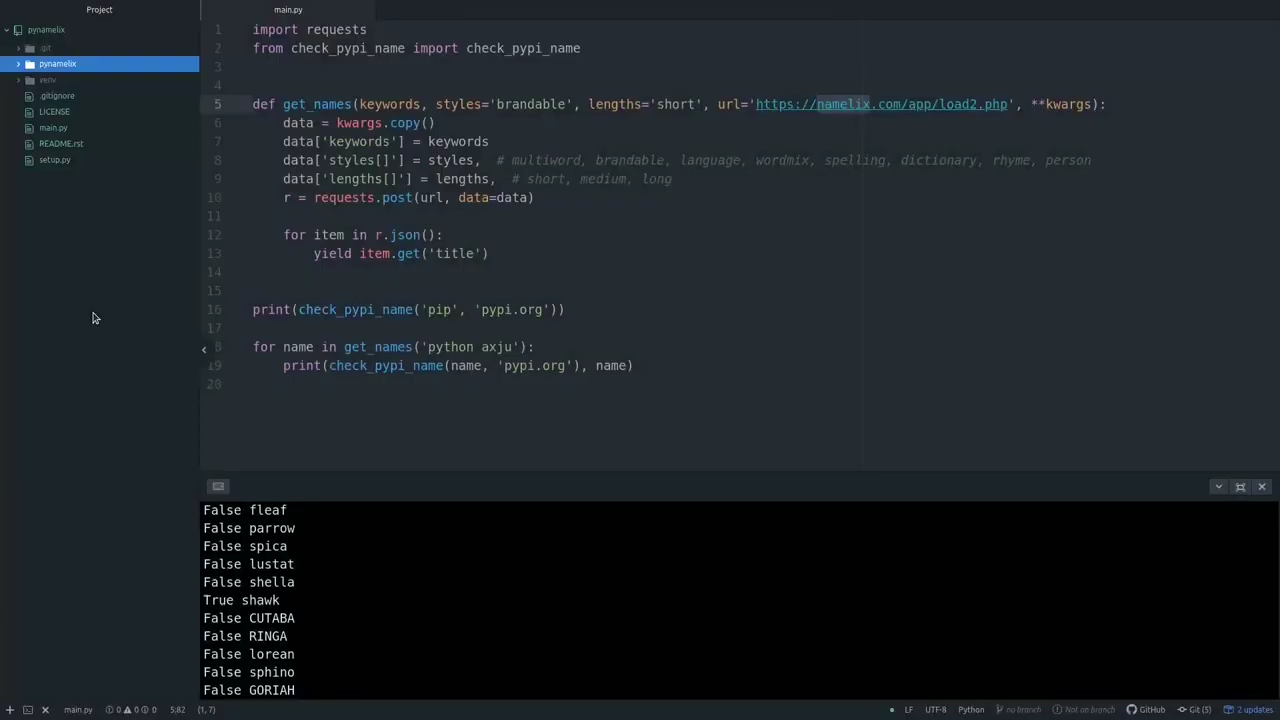 Project
pynamelix
.git
pynamelix
venv
.gitignore
LICENSE
main.py
README.rst
setup.py
main.py
1 import requests
2 from check_pypi_name import check_pypi_name
3
4
5 def get_names(keywords, styles='brandable', lengths='short', url='https://namelix.com/app/load2.php', **kwargs):
6 data = kwargs.copy()
7 data['keywords'] = keywords
8 data['styles[]'] = styles, # multiword, brandable, language, wordmix, spelling, dictionary, rhyme, person
9 data['lengths[]'] = lengths, # short, medium, long
10 r = requests.post(url, data=data)
11
12 for item in r.json():
13 yield item.get('title')
14
15
16 print(check_pypi_name('pip', 'pypi.org'))
17
8 for name in get_names('python axju'):
19 print(check_pypi_name(name, 'pypi.org'), name)
20
False fleaf
False parrow
False spica
False lustat
False shella
True shawk
False CUTABA
False RINGA
False lorean
False sphino
False GORIAH
main.py 0 0 0 5:82 (1, 7) LF UTF-8 Python no branch Not on branch GitHub Git (5) 2 updates